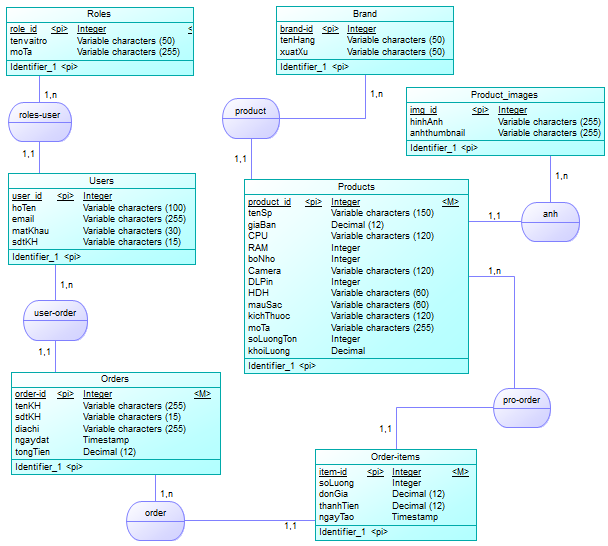 Roles
role_id <pi> Integer <
tenvaitro Variable characters (50)
moTa Variable characters (255)
Identifier_1 <pi>
Brand
brand-id <pi> Integer
tenHang Variable characters (50)
xuatXu Variable characters (50)
Identifier_1 <pi>
Product_images
img_id <pi> Integer
hinhAnh Variable characters (255)
anhthumbnail Variable characters (255)
Identifier_1 <pi>
1,n
roles-user
1,1
1,n
product
1,1
1,n
anh
1,1
Users
user_id <pi> Integer
hoTen Variable characters (100)
email Variable characters (255)
matKhau Variable characters (30)
sdtKH Variable characters (15)
Identifier_1 <pi>
Products
product_id <pi> Integer <M>
tenSp Variable characters (150)
giaBan Decimal (12)
CPU Variable characters (120)
RAM Integer
boNho Integer
Camera Variable characters (120)
DLPin Integer
HDH Variable characters (60)
mauSac Variable characters (60)
kichThuoc Variable characters (120)
moTa Variable characters (255)
soLuongTon Integer
khoiLuong Decimal
Identifier_1 <pi>
1,n
user-order
1,1
1,n
pro-order
1,1
Orders
order-id <pi> Integer <M>
tenKH Variable characters (255)
sdtKH Variable characters (15)
diachi Variable characters (255)
ngaydat Timestamp
tongTien Decimal (12)
Identifier_1 <pi>
Order-items
item-id <pi> Integer <M>
soLuong Integer
donGia Decimal (12)
thanhTien Decimal (12)
ngayTao Timestamp
Identifier_1 <pi>
1,n
order
1,1